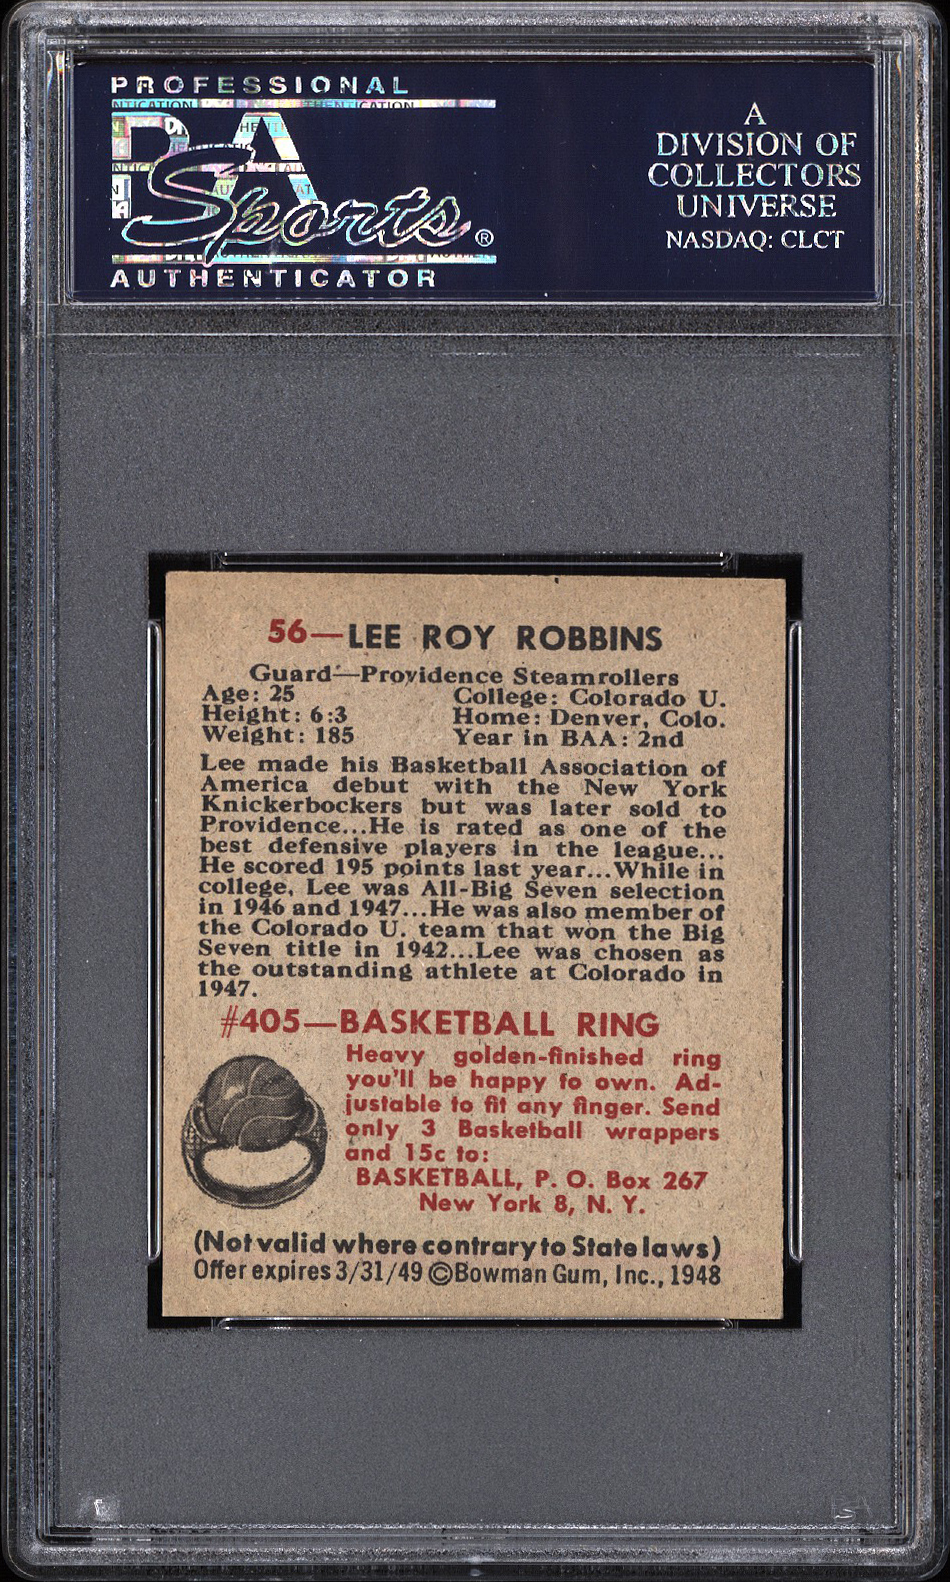 PROFESSIONAL
PSA
Sports®
AUTHENTICATOR
A
DIVISION OF
COLLECTORS
UNIVERSE
NASDAQ: CLCT
56—LEE ROY ROBBINS
Guard—Providence Steamrollers
Age: 25 College: Colorado U.
Height: 6:3 Home: Denver, Colo.
Weight: 185 Year in BAA: 2nd
Lee made his Basketball Association of
America debut with the New York
Knickerbockers but was later sold to
Providence...He is rated as one of the
best defensive players in the league...
He scored 195 points last year...While in
college, Lee was All-Big Seven selection
in 1946 and 1947...He was also member of
the Colorado U. team that won the Big
Seven title in 1942...Lee was chosen as
the outstanding athlete at Colorado in
1947.
#405—BASKETBALL RING
Heavy golden-finished ring
you'll be happy to own. Ad-
justable to fit any finger. Send
only 3 Basketball wrappers
and 15c to:
BASKETBALL, P. O. Box 267
New York 8, N. Y.
(Not valid where contrary to State laws)
Offer expires 3/31/49 ©Bowman Gum, Inc., 1948